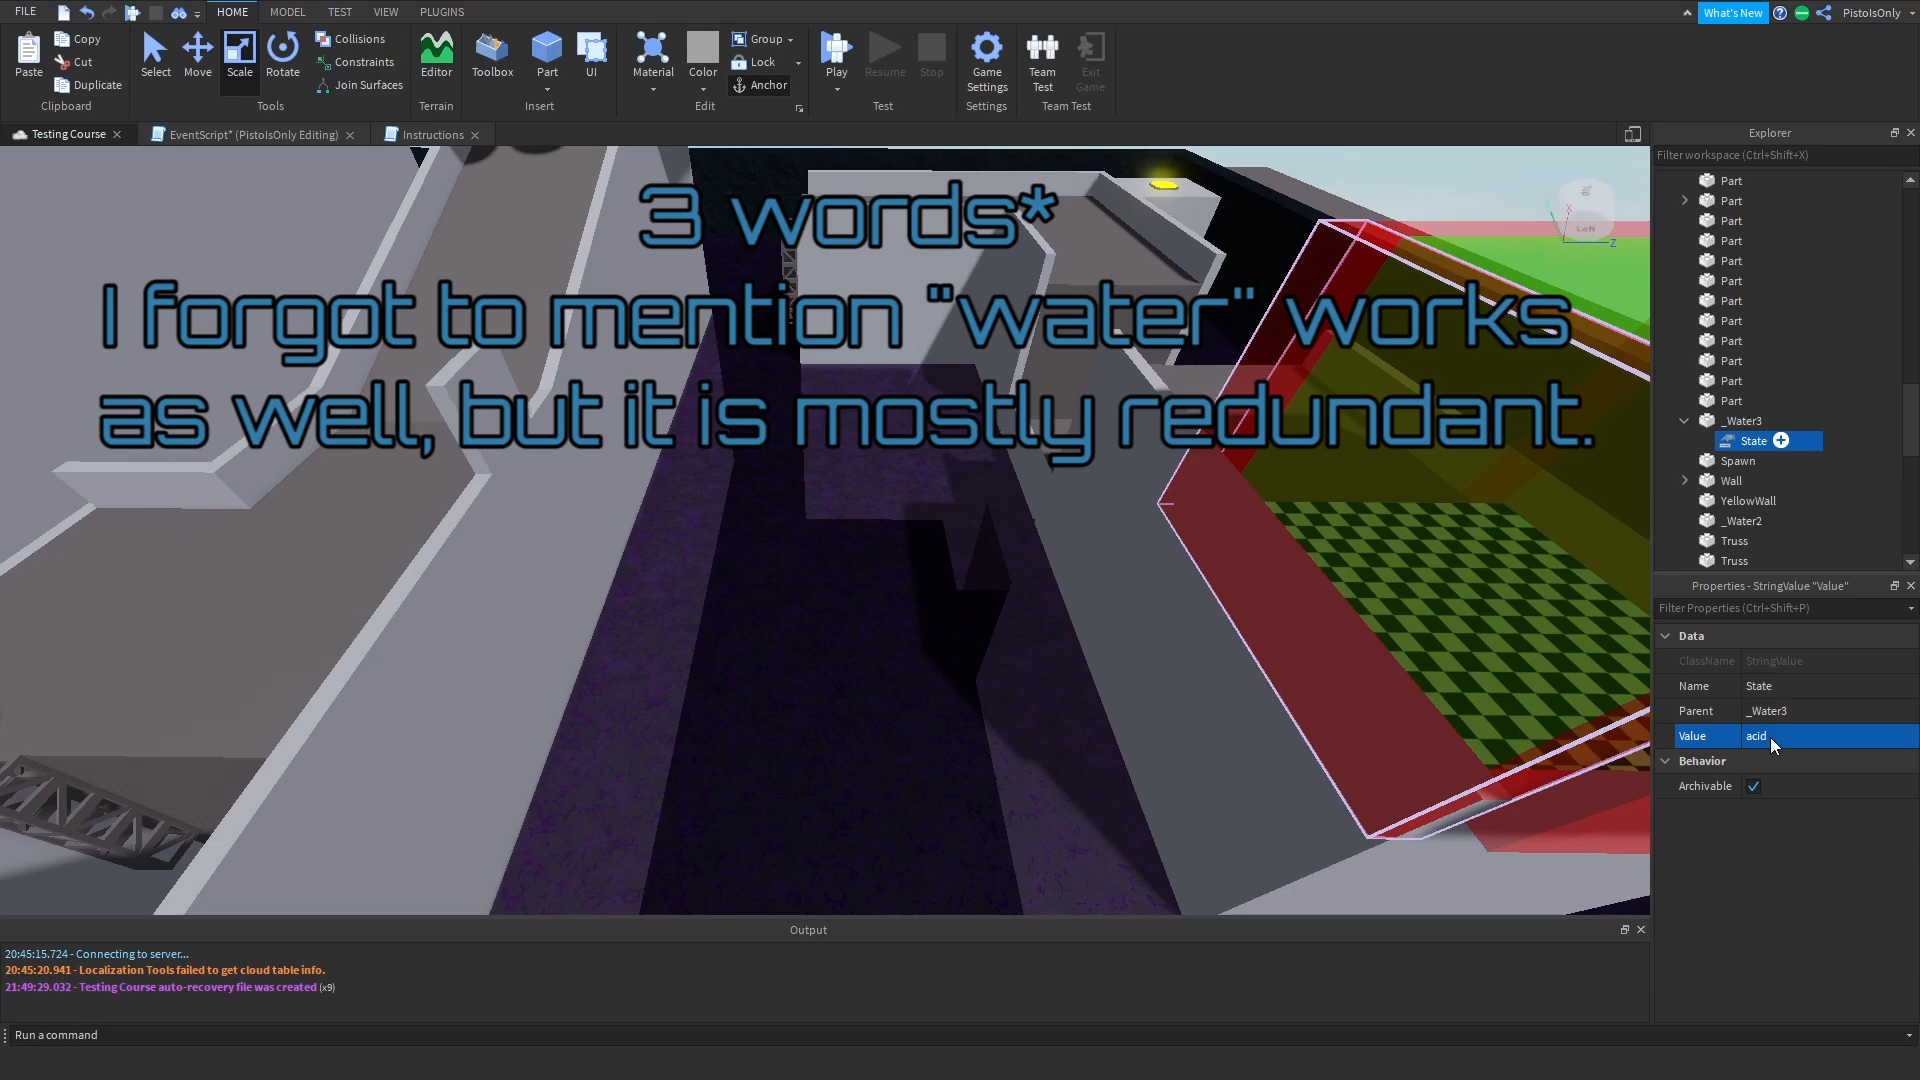 FILE
HOME
MODEL
TEST
VIEW
PLUGINS
What's New
PistolsOnly
Paste
Copy
Cut
Duplicate
Clipboard
Select
Move
Scale
Rotate
Collisions
Constraints
Join Surfaces
Tools
Editor
Terrain
Toolbox
Part
UI
Insert
Material
Color
Group
Lock
Anchor
Edit
Play
Resume
Stop
Test
Game
Settings
Settings
Team
Test
Exit
Game
Team Test
Testing Course
EventScript* (PistolsOnly Editing)
Instructions
3 words*
I forgot to mention "water" works
as well, but it is mostly redundant.
Left
X
Z
Explorer
Filter workspace (Ctrl+Shift+X)
Part
Part
Part
Part
Part
Part
Part
Part
Part
Part
Part
Part
_Water3
State
Spawn
Wall
YellowWall
_Water2
Truss
Truss
Properties - StringValue "Value"
Filter Properties (Ctrl+Shift+P)
Data
ClassName StringValue
Name State
Parent _Water3
Value acid
Behavior
Archivable
Output
20:45:15.724 - Connecting to server...
20:45:20.941 - Localization Tools failed to get cloud table info.
21:49:29.032 - Testing Course auto-recovery file was created (x9)
Run a command